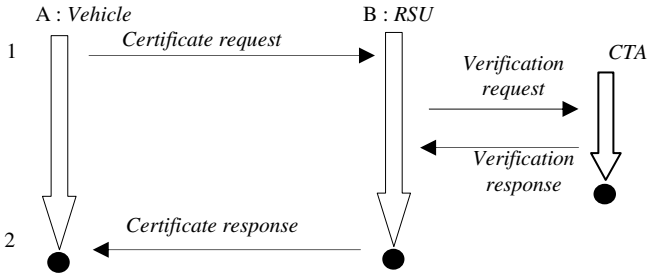 A : Vehicle
B : RSU
1
Certificate request
CTA
Verification
request
Verification
response
Certificate response
2